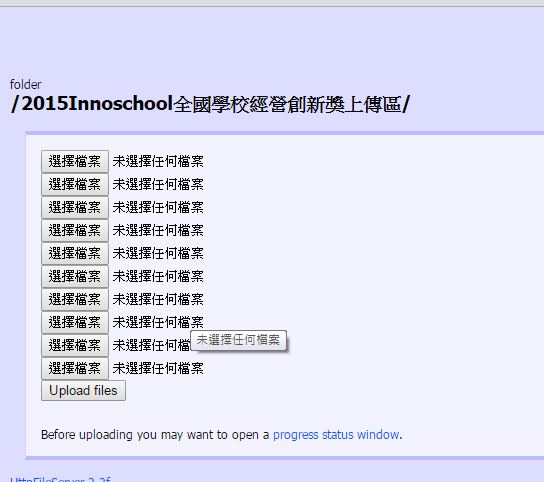 folder
/2015Innoschool全國學校經營創新獎上傳區/
選擇檔案 未選擇任何檔案
選擇檔案 未選擇任何檔案
選擇檔案 未選擇任何檔案
選擇檔案 未選擇任何檔案
選擇檔案 未選擇任何檔案
選擇檔案 未選擇任何檔案
選擇檔案 未選擇任何檔案
選擇檔案 未選擇任何檔案
未選擇任何檔案
選擇檔案 未選擇任何檔
選擇檔案 未選擇任何檔案
Upload files
Before uploading you may want to open a progress status window.
HttpFileServer 2.3f